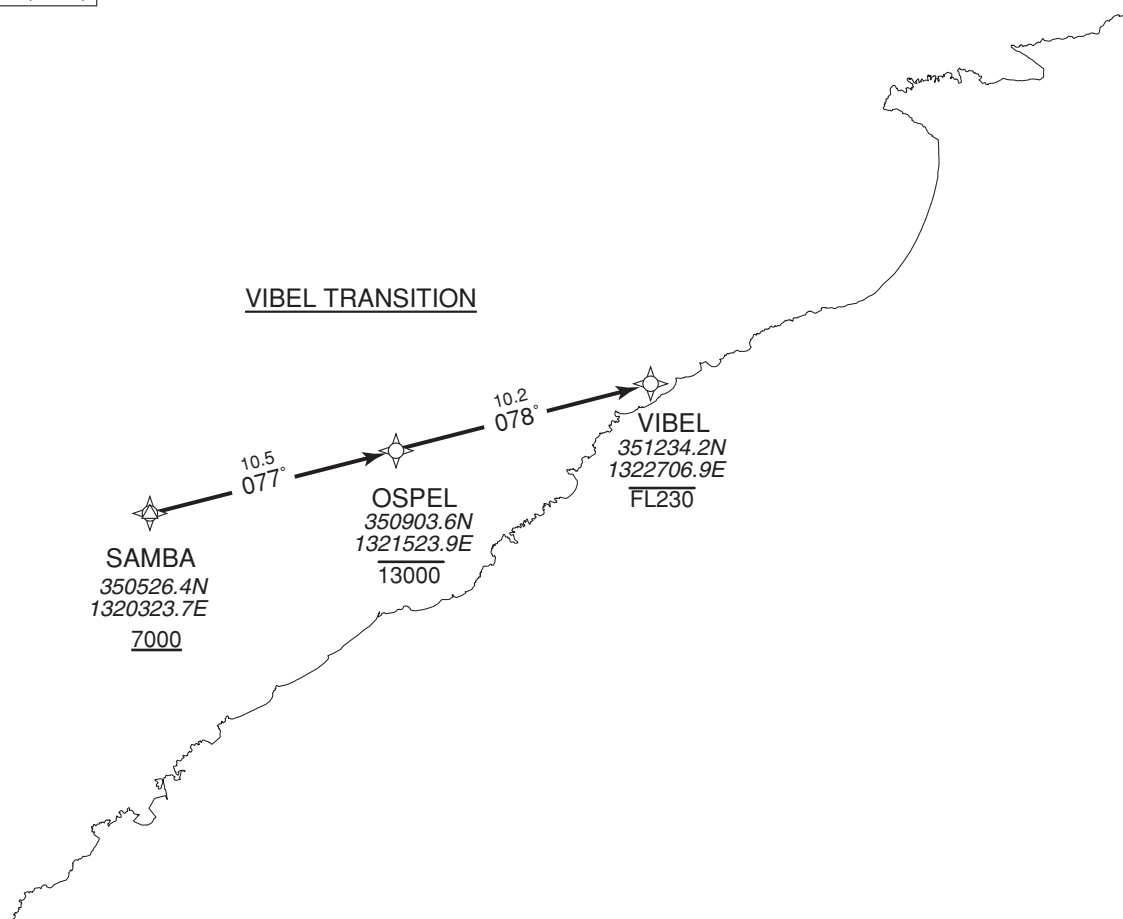 VIBEL TRANSITION
10.2
078°
VIBEL
351234.2N
1322706.9E
FL230
10.5
077°
OSPEL
350903.6N
1321523.9E
13000
SAMBA
350526.4N
1320323.7E
7000